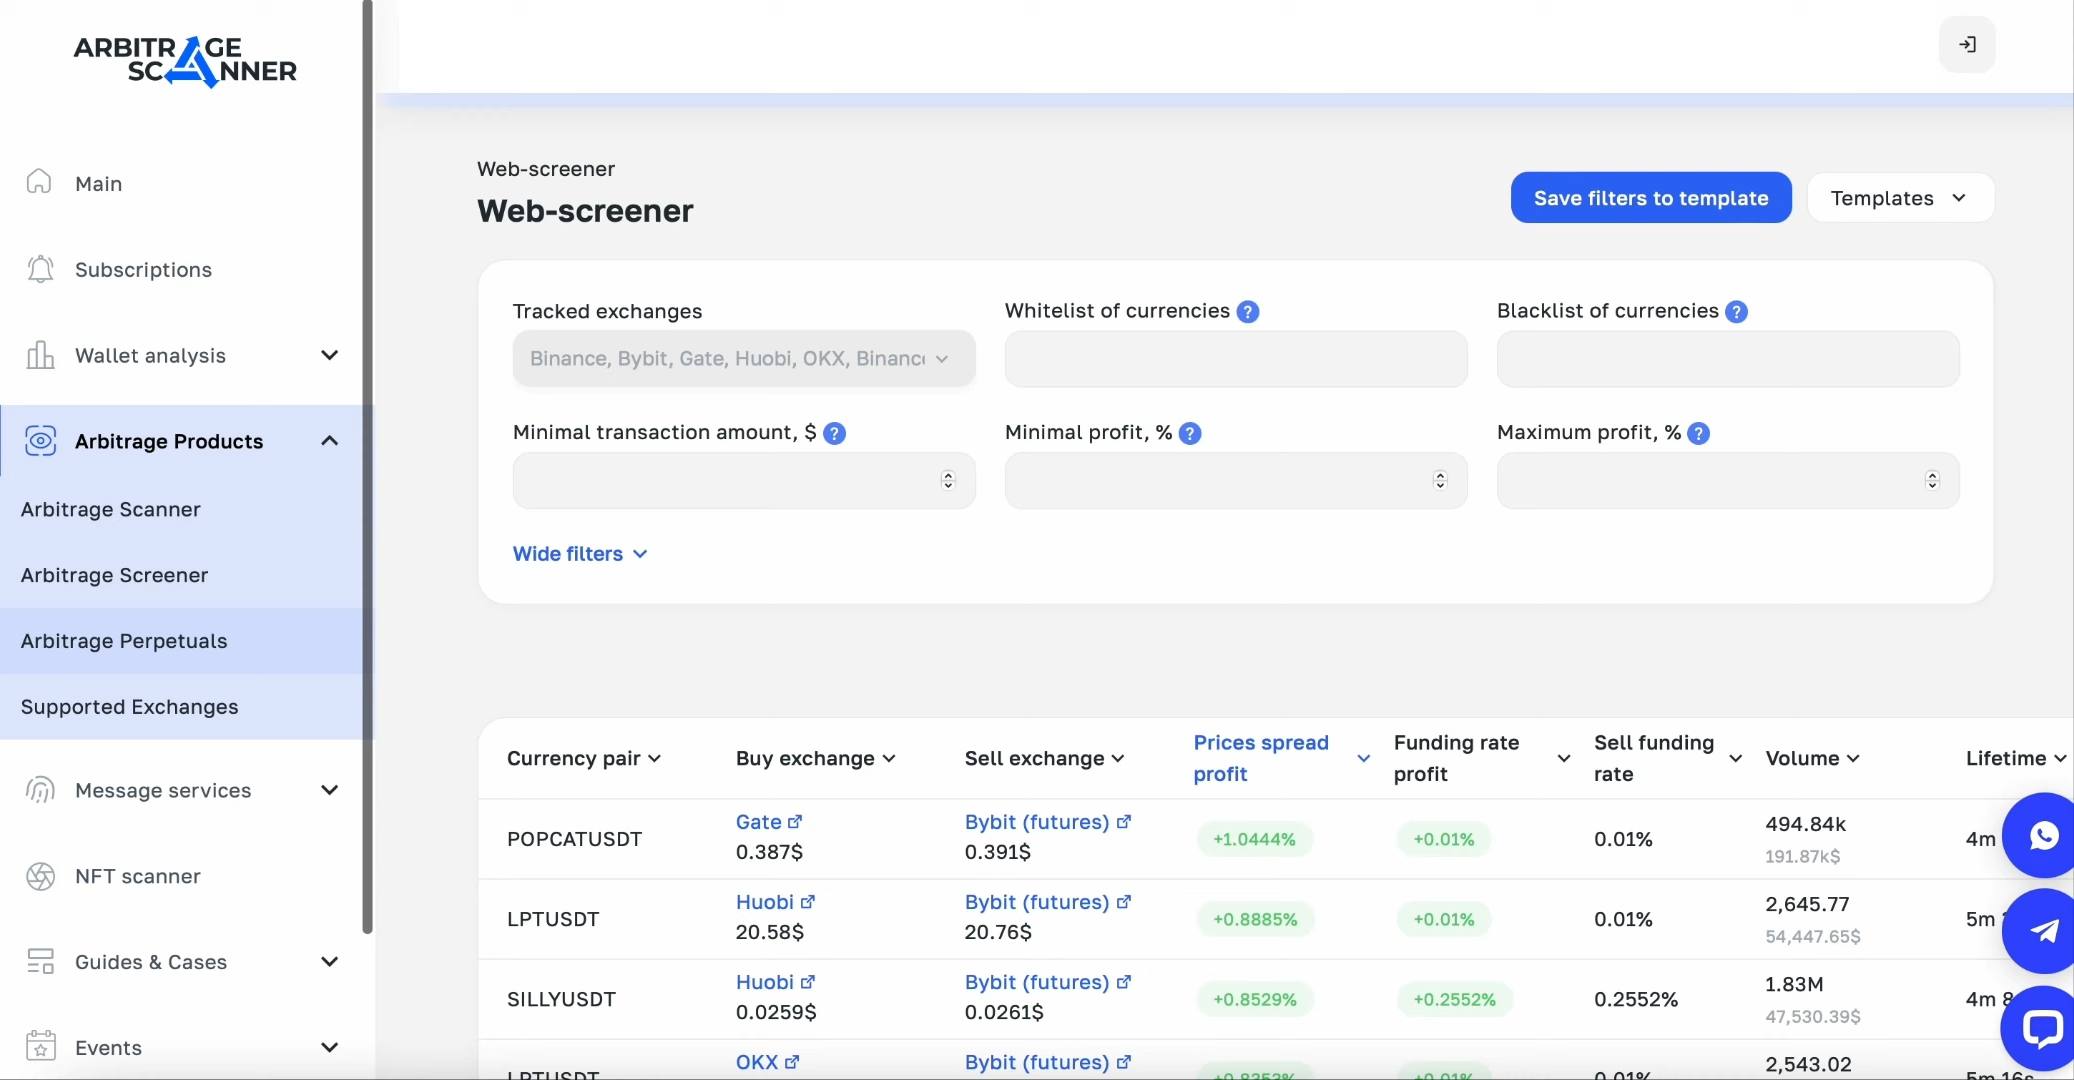 ARBITRAGE
SCANNER
Main
Subscriptions
Wallet analysis
Arbitrage Products
Arbitrage Scanner
Arbitrage Screener
Arbitrage Perpetuals
Supported Exchanges
Message services
NFT scanner
Guides & Cases
Events
Web-screener
Web-screener
Save filters to template
Templates
Tracked exchanges
Whitelist of currencies ?
Blacklist of currencies ?
Binance, Bybit, Gate, Huobi, OKX,
Minimal transaction amount, $ ?
Minimal profit, % ?
Maximum profit, % ?
Wide filters
Currency pair
Buy exchange
Sell exchange
Prices spread
profit
Funding rate
profit
Sell funding
rate
Volume
Lifetime
POPCATUSDT
Gate
0.387$
Bybit (futures)
0.391$
+1.0444%
+0.01%
0.01%
494.84k
191.87k$
4m
LPTUSDT
Huobi
20.58$
Bybit (futures)
20.76$
+0.8885%
+0.01%
0.01%
2,645.77
54,447.65$
5m
SILLYUSDT
Huobi
0.0259$
Bybit (futures)
0.0261$
+0.8529%
+0.2552%
0.2552%
1.83M
47,530.39$
4m
LPTUSDT
OKX
Bybit (futures)
+0.01%
0.01%
2,543.02